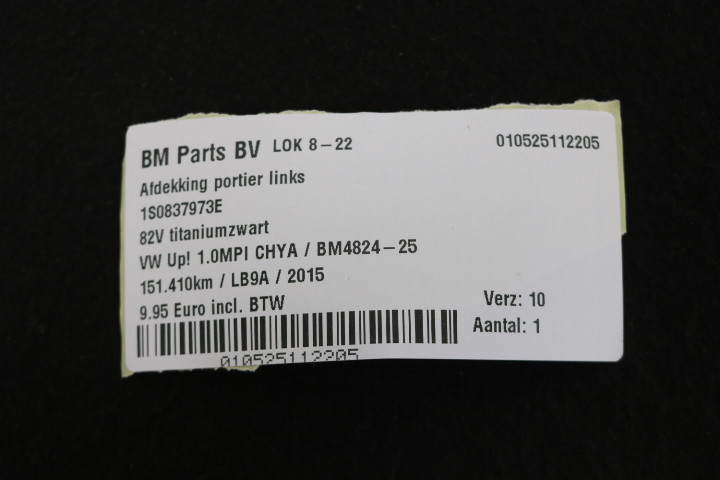 BM Parts BV LOK 8-22 010525112205
Afdekking portier links
1S0837973E
82V titaniumzwart
VW Up! 1.0MPI CHYA / BM4824-25
151.410km / LB9A / 2015
9.95 Euro incl. BTW
Verz: 10
Aantal: 1
010525112205